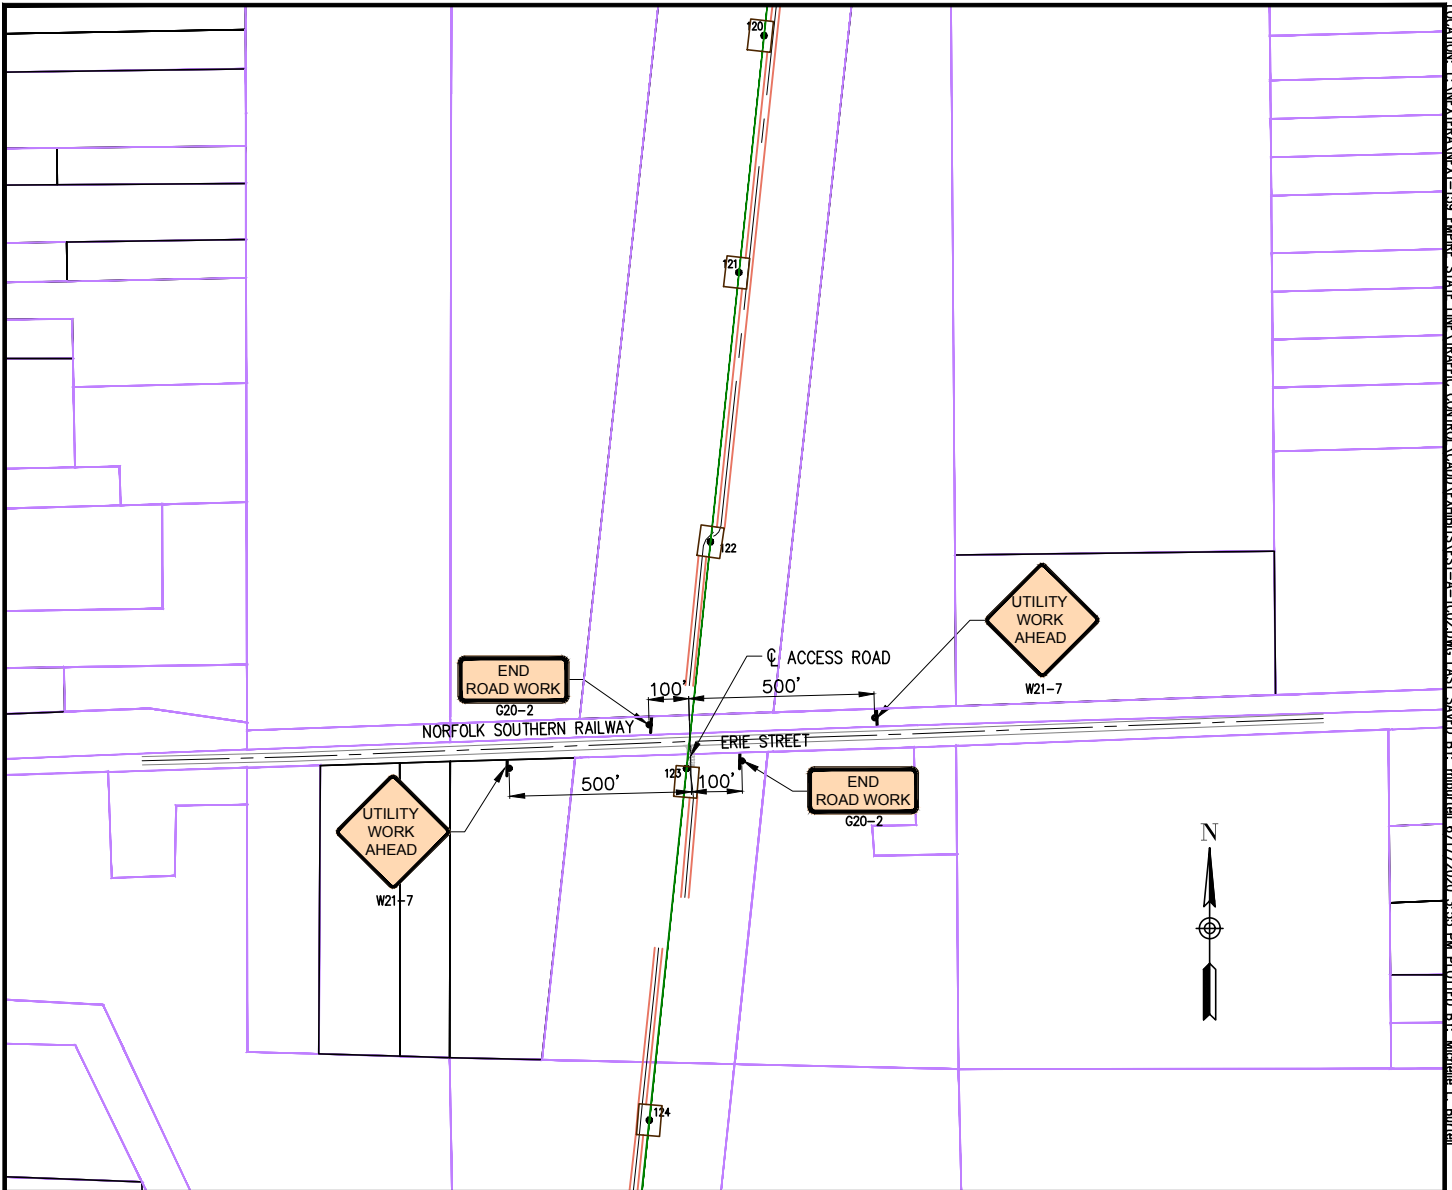 120
121
122
UTILITY
WORK
AHEAD
W21-7
℄ ACCESS ROAD
END
ROAD WORK
G20-2
100'
500'
NORFOLK SOUTHERN RAILWAY
ERIE STREET
123
500'
100'
END
ROAD WORK
G20-2
UTILITY
WORK
AHEAD
W21-7
N
124